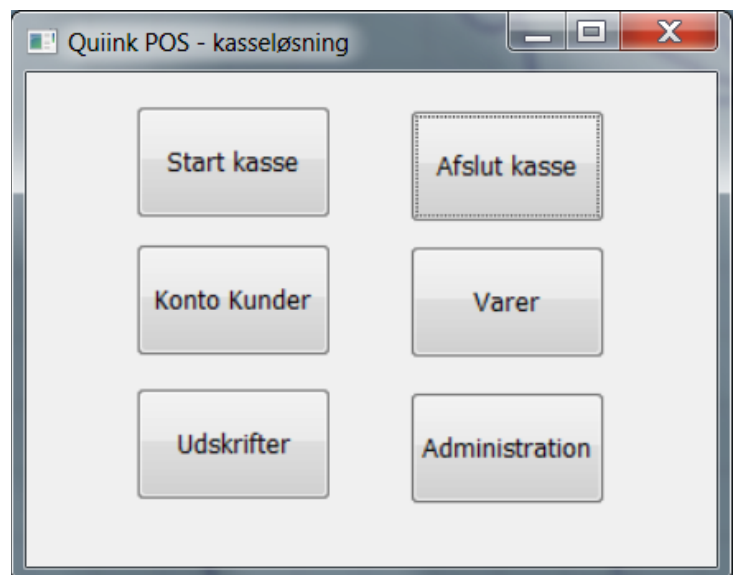 Quiink POS - kasseløsning
Start kasse
Afslut kasse
Konto Kunder
Varer
Udskrifter
Administration